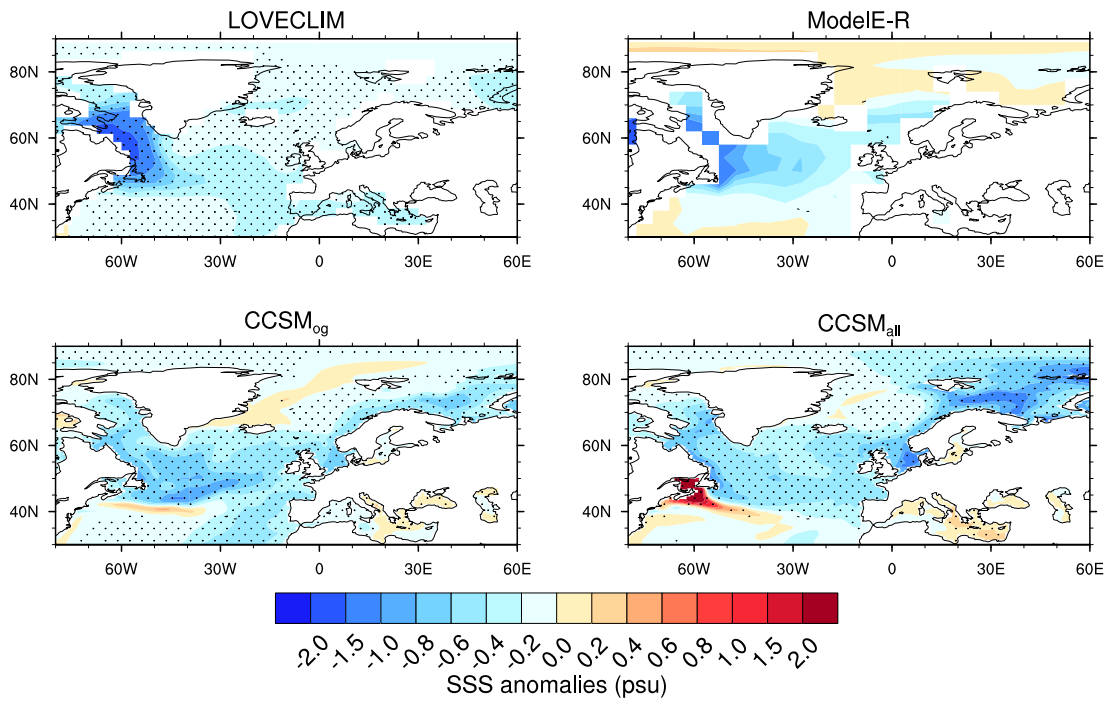 LOVECLIM
ModelE-R
80N
60N
40N
60W 30W 0 30E 60E
80N
60N
40N
60W 30W 0 30E 60E
CCSMog
CCSMall
80N
60N
40N
60W 30W 0 30E 60E
80N
60N
40N
60W 30W 0 30E 60E
-2.0 -1.5 -1.0 -0.8 -0.6 -0.4 -0.2 0.0 0.2 0.4 0.6 0.8 1.0 1.5 2.0
SSS anomalies (psu)